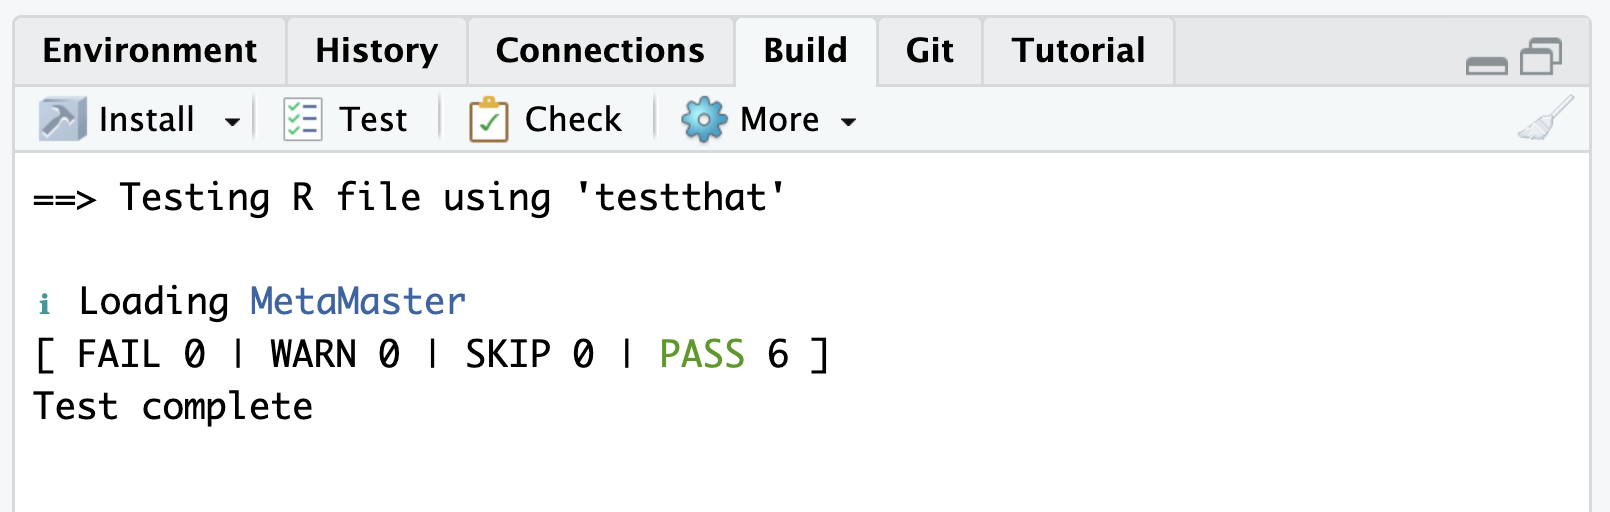 Environment History Connections Build Git Tutorial
Install Test Check More
==> Testing R file using 'testthat'
ℹ Loading MetaMaster
[ FAIL 0 | WARN 0 | SKIP 0 | PASS 6 ]
Test complete